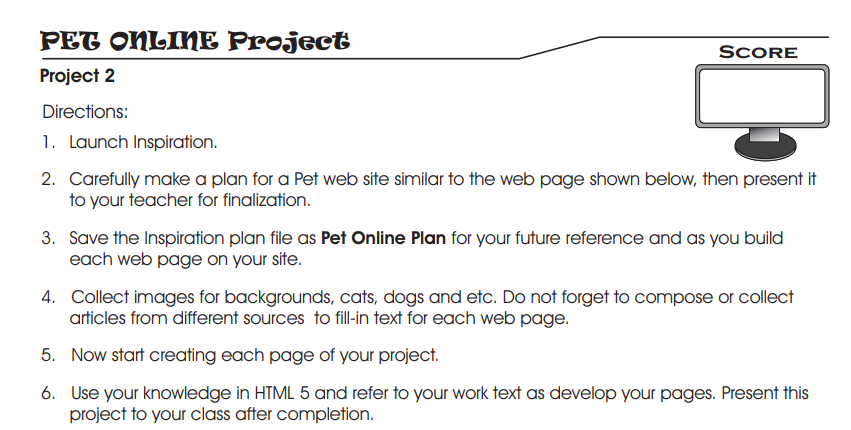 PET ONLINE Project
SCORE
Project 2
Directions:
1. Launch Inspiration.
2. Carefully make a plan for a Pet web site similar to the web page shown below, then present it
to your teacher for finalization.
3. Save the Inspiration plan file as Pet Online Plan for your future reference and as you build
each web page on your site.
4. Collect images for backgrounds, cats, dogs and etc. Do not forget to compose or collect
articles from different sources to fill-in text for each web page.
5. Now start creating each page of your project.
6. Use your knowledge in HTML 5 and refer to your work text as develop your pages. Present this
project to your class after completion.